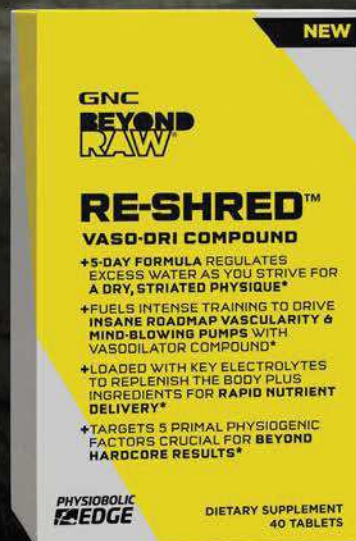 NEW
GNC
BEYOND
RAW®
RE-SHRED™
VASO-DRI COMPOUND
+5-DAY FORMULA REGULATES
EXCESS WATER AS YOU STRIVE FOR
A DRY, STRIATED PHYSIQUE*
+FUELS INTENSE TRAINING TO DRIVE
INSANE ROADMAP VASCULARITY &
MIND-BLOWING PUMPS WITH
VASODILATOR COMPOUND*
+LOADED WITH KEY ELECTROLYTES
TO REPLENISH THE BODY PLUS
INGREDIENTS FOR RAPID NUTRIENT
DELIVERY*
+TARGETS 5 PRIMAL PHYSIOGENIC
FACTORS CRUCIAL FOR BEYOND
HARDCORE RESULTS*
PHYSIOBOLIC
EDGE
DIETARY SUPPLEMENT
40 TABLETS